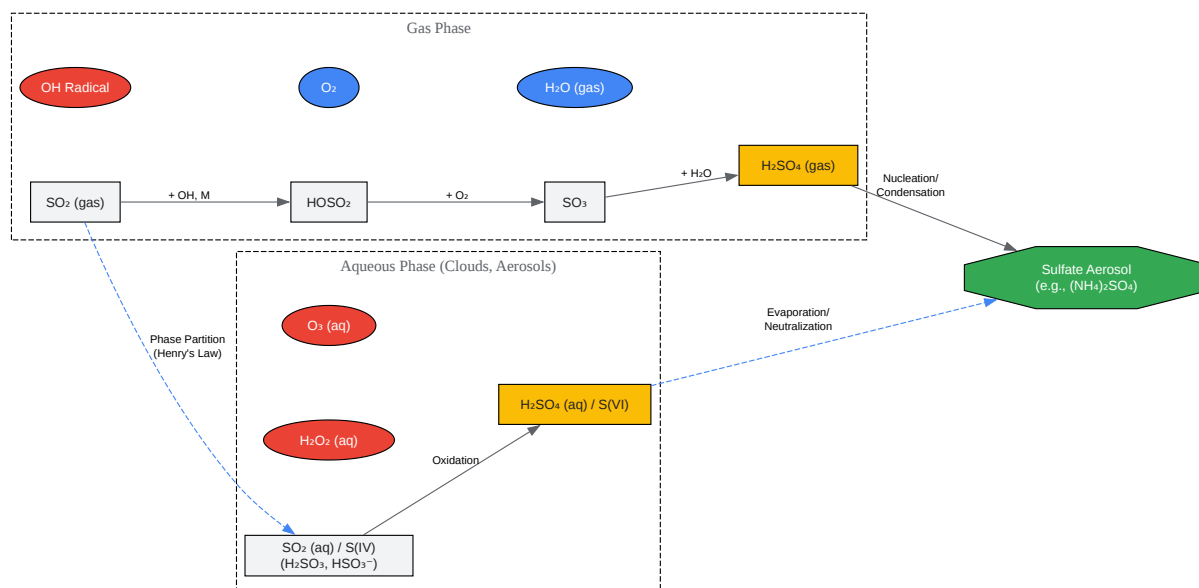 Gas Phase
OH Radical
O₂
H₂O (gas)
SO₂ (gas)
+ OH, M
HOSO₂
+ O₂
SO₃
+ H₂O
H₂SO₄ (gas)
Nucleation/
Condensation
Sulfate Aerosol
(e.g., (NH₄)₂SO₄)
Aqueous Phase (Clouds, Aerosols)
O₃ (aq)
Phase Partition
(Henry's Law)
Evaporation/
Neutralization
H₂SO₄ (aq) / S(VI)
H₂O₂ (aq)
Oxidation
SO₂ (aq) / S(IV)
(H₂SO₃, HSO₃⁻)